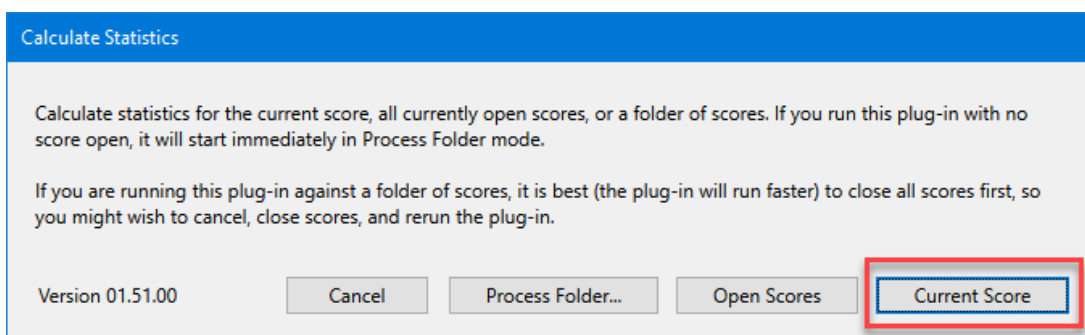 Calculate Statistics
Calculate statistics for the current score, all currently open scores, or a folder of scores. If you run this plug-in with no
score open, it will start immediately in Process Folder mode.
If you are running this plug-in against a folder of scores, it is best (the plug-in will run faster) to close all scores first, so
you might wish to cancel, close scores, and rerun the plug-in.
Version 01.51.00 Cancel Process Folder... Open Scores Current Score